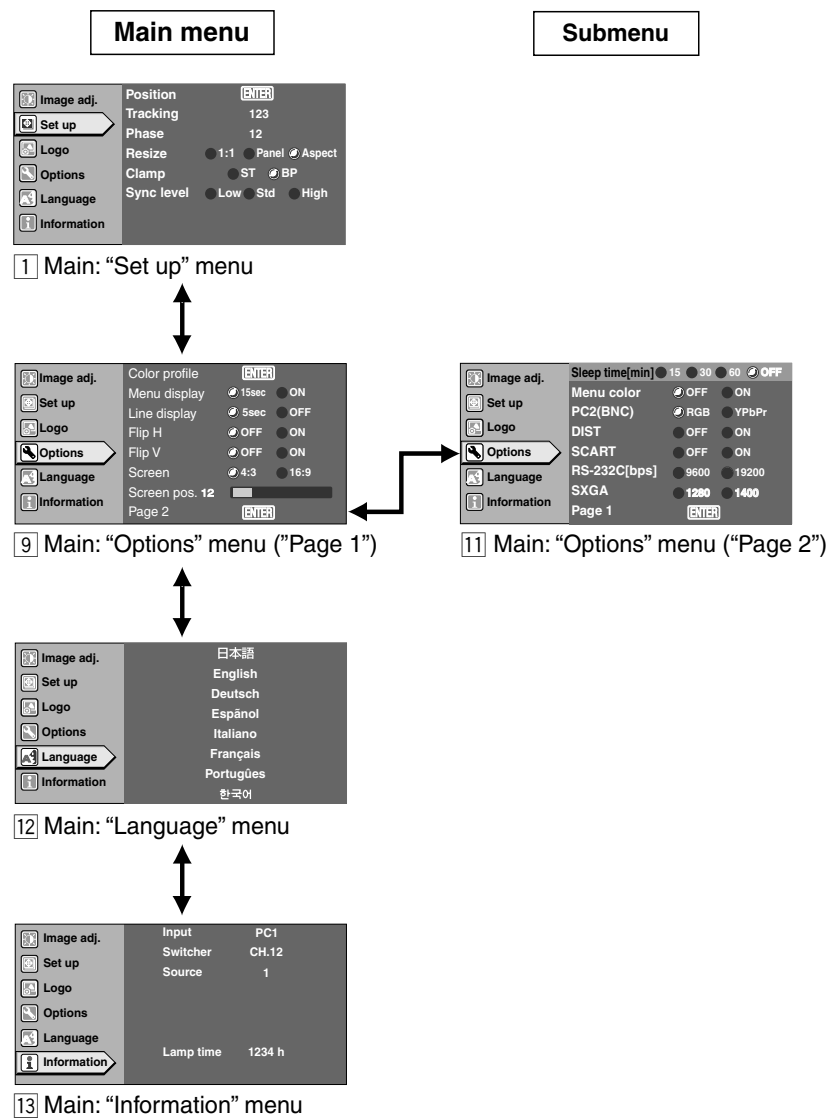 Main menu
Submenu
Image adj.
Set up
Logo
Options
Language
Information
Position ENTER
Tracking 123
Phase 12
Resize 1:1 Panel Aspect
Clamp ST BP
Sync level Low Std High
1 Main: “Set up” menu
Image adj.
Set up
Logo
Options
Language
Information
Color profile ENTER
Menu display 15sec ON
Line display 5sec OFF
Flip H OFF ON
Flip V OFF ON
Screen 4:3 16:9
Screen pos. 12
Page 2 ENTER
9 Main: “Options” menu (”Page 1”)
Image adj.
Set up
Logo
Options
Language
Information
Sleep time[min] 15 30 60 OFF
Menu color OFF ON
PC2(BNC) RGB YPbPr
DIST OFF ON
SCART OFF ON
RS-232C[bps] 9600 19200
SXGA 1280 1400
Page 1 ENTER
11 Main: “Options” menu (“Page 2”)
Image adj.
Set up
Logo
Options
Language
Information
日本語
English
Deutsch
Espãnol
Italiano
Français
Portugûes
한국어
12 Main: “Language” menu
Image adj.
Set up
Logo
Options
Language
Information
Input PC1
Switcher CH.12
Source 1
Lamp time 1234 h
13 Main: “Information” menu